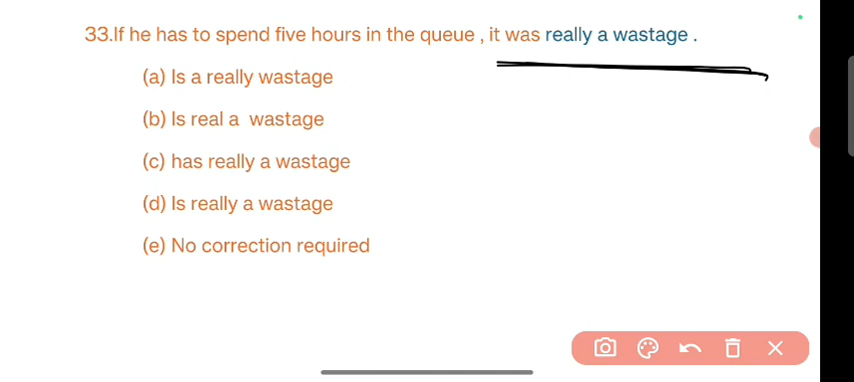 33.If he has to spend five hours in the queue , it was really a wastage .
(a) Is a really wastage
(b) Is real a wastage
(c) has really a wastage
(d) Is really a wastage
(e) No correction required